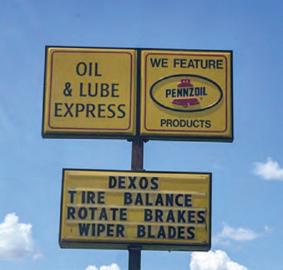 OIL
& LUBE
EXPRESS
WE FEATURE
PENNZOIL
PRODUCTS
DEXOS
TIRE BALANCE
ROTATE BRAKES
WIPER BLADES